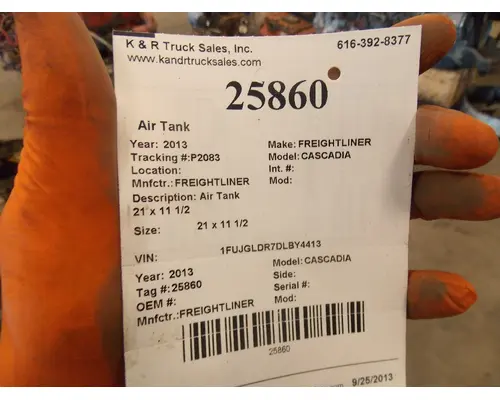 K & R Truck Sales, Inc. 616-392-8377
www.kandrtrucksales.com
25860
Air Tank
Year: 2013 Make: FREIGHTLINER
Tracking #:P2083 Model: CASCADIA
Location: Int. #:
Mnfctr.: FREIGHTLINER Mod:
Description: Air Tank
21 x 11 1/2
Size: 21 x 11 1/2
VIN: 1FUJGLDR7DLBY4413
Year: 2013 Model: CASCADIA
Tag #: 25860 Side:
OEM #: Serial #:
Mnfctr.:FREIGHTLINER Mod:
25860
9/25/2013